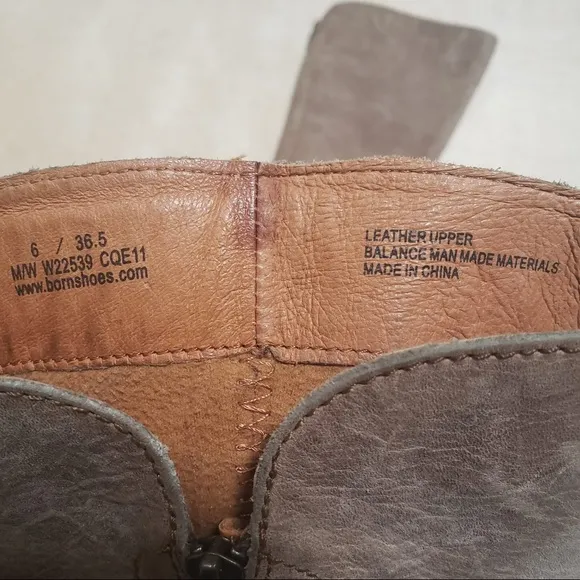 6 / 36.5
M/W W22539 CQE11
www.bornshoes.com
LEATHER UPPER
BALANCE MAN MADE MATERIALS
MADE IN CHINA